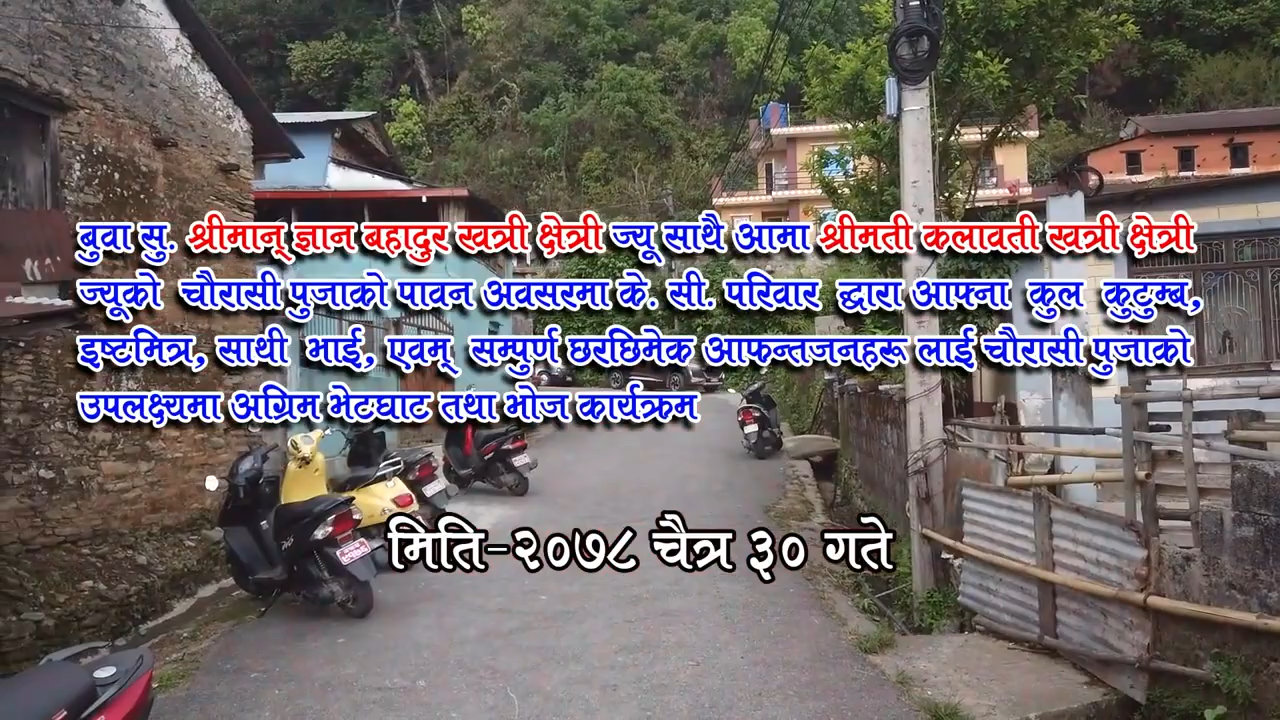 बुवा सु. श्रीमान् ज्ञान बहादुर खत्री क्षेत्री ज्यू साथै आमा श्रीमती कलावती खत्री क्षेत्री
ज्यूको चौरासी पुजाको पावन अवसरमा के. सी. परिवार द्धारा आफ्ना कुल कुटुम्ब,
इष्टमित्र, साथी भाई, एवम् सम्पुर्ण छरछिमेक आफन्तजनहरू लाई चौरासी पुजाको
उपलक्ष्यमा अग्रिम भेटघाट तथा भोज कार्यक्रम
मिति-२०७८ चैत्र ३० गते